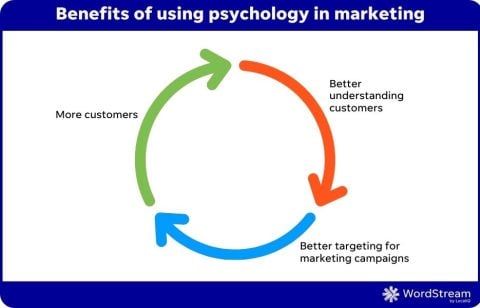 Benefits of using psychology in marketing
Better
understanding
customers
More customers
Better targeting for
marketing campaigns
WordStream
by LocaliQ